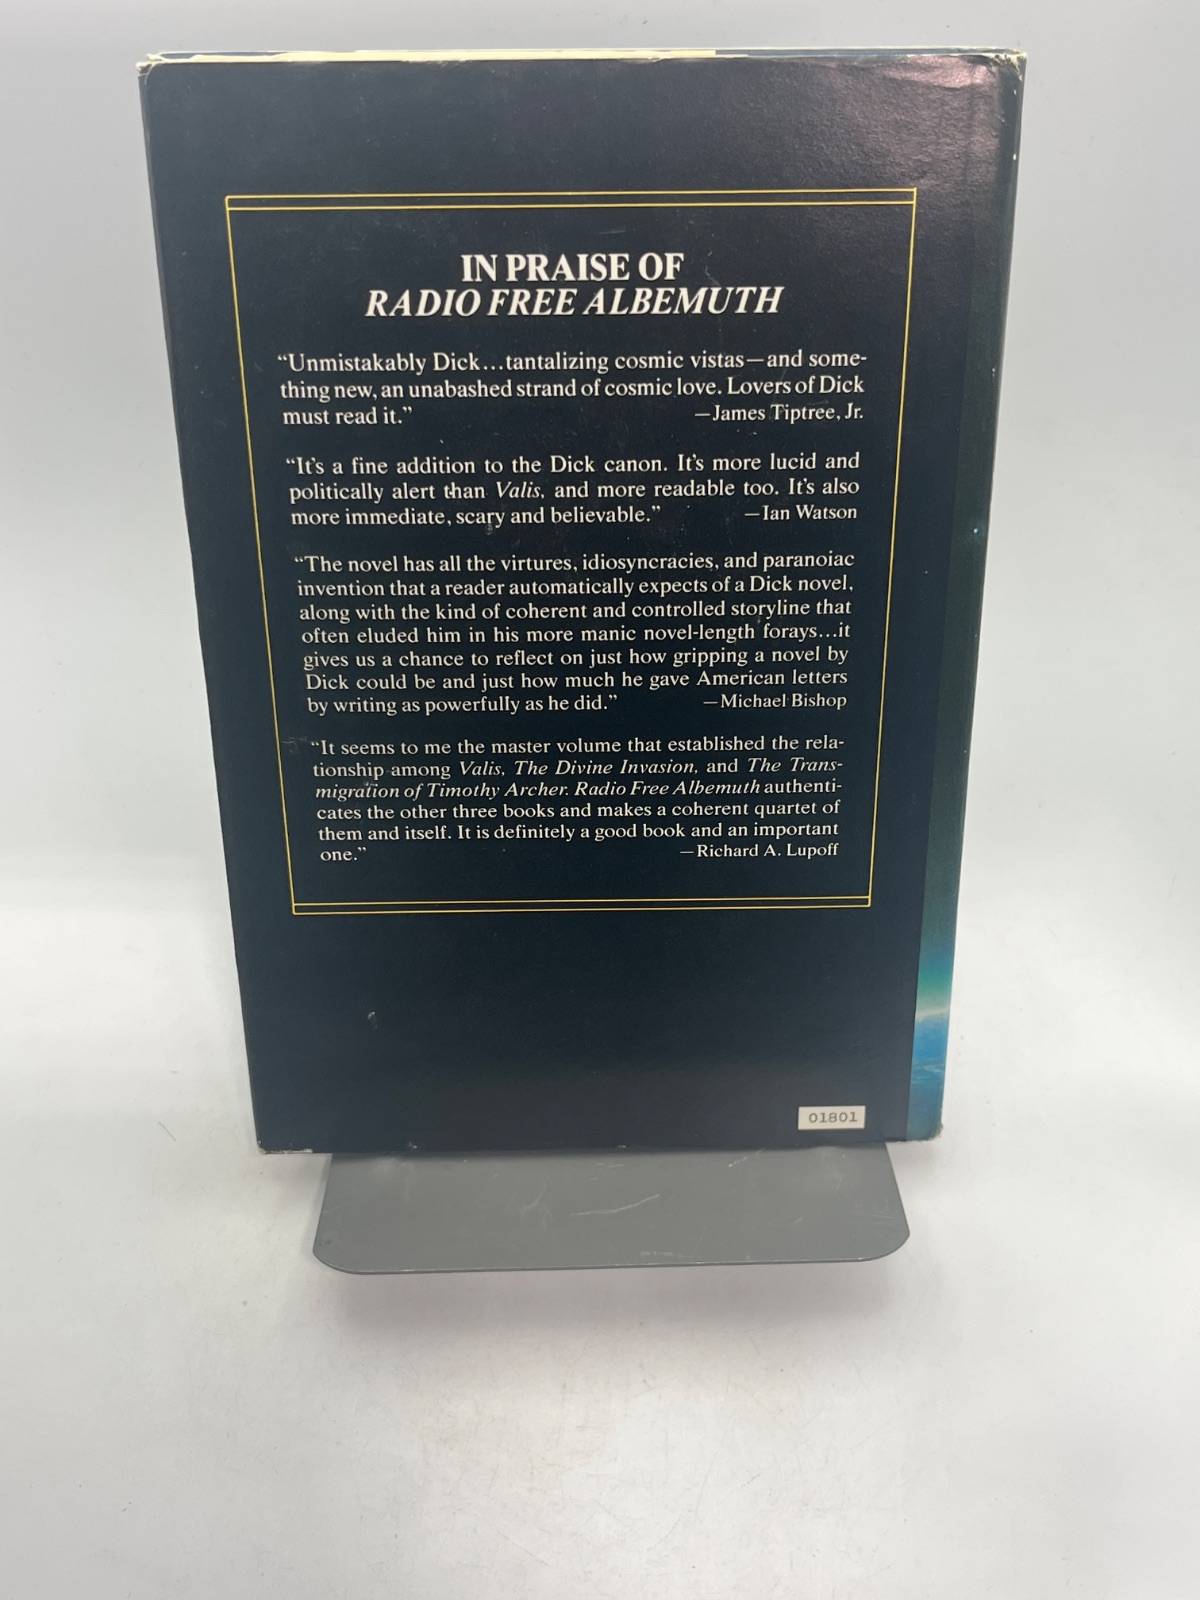 IN PRAISE OF
RADIO FREE ALBEMUTH
“Unmistakably Dick...tantalizing cosmic vistas—and some-
thing new, an unabashed strand of cosmic love. Lovers of Dick
must read it.” —James Tiptree, Jr.
“It's a fine addition to the Dick canon. It's more lucid and
politically alert than Valis, and more readable too. It's also
more immediate, scary and believable.” —Ian Watson
“The novel has all the virtures, idiosyncracies, and paranoiac
invention that a reader automatically expects of a Dick novel,
along with the kind of coherent and controlled storyline that
often eluded him in his more manic novel-length forays...it
gives us a chance to reflect on just how gripping a novel by
Dick could be and just how much he gave American letters
by writing as powerfully as he did.” —Michael Bishop
“It seems to me the master volume that established the rela-
tionship among Valis, The Divine Invasion, and The Trans-
migration of Timothy Archer. Radio Free Albemuth authenti-
cates the other three books and makes a coherent quartet of
them and itself. It is definitely a good book and an important
one.” —Richard A. Lupoff
01801